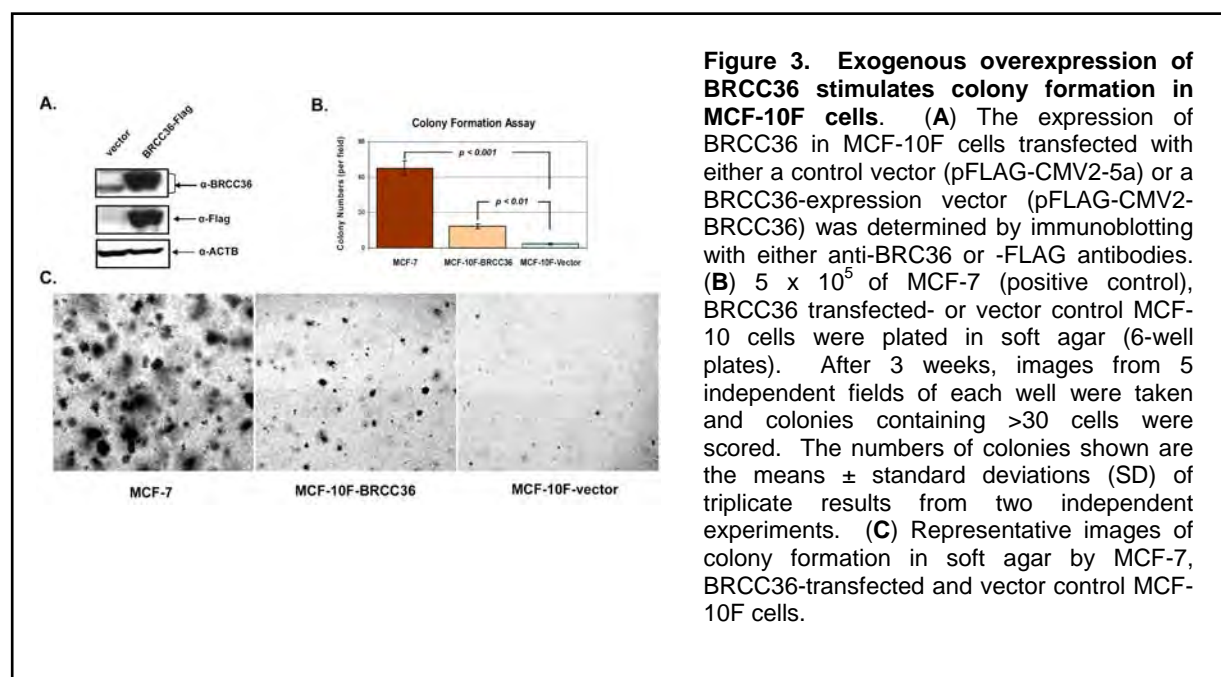 A.
vector
BRCC36-Flag
α-BRCC36
α-Flag
α-ACTB
B.
Colony Formation Assay
Colony Numbers (per field)
p < 0.001
p < 0.01
0
MCF-7
MCF-10F-BRCC36
MCF-10F-Vector
C.
MCF-7
MCF-10F-BRCC36
MCF-10F-vector
Figure 3. Exogenous overexpression of
BRCC36 stimulates colony formation in
MCF-10F cells. (A) The expression of
BRCC36 in MCF-10F cells transfected with
either a control vector (pFLAG-CMV2-5a) or a
BRCC36-expression vector (pFLAG-CMV2-
BRCC36) was determined by immunoblotting
with either anti-BRC36 or -FLAG antibodies.
(B) 5 x 10⁵ of MCF-7 (positive control),
BRCC36 transfected- or vector control MCF-
10 cells were plated in soft agar (6-well
plates). After 3 weeks, images from 5
independent fields of each well were taken
and colonies containing >30 cells were
scored. The numbers of colonies shown are
the means ± standard deviations (SD) of
triplicate results from two independent
experiments. (C) Representative images of
colony formation in soft agar by MCF-7,
BRCC36-transfected and vector control MCF-
10F cells.